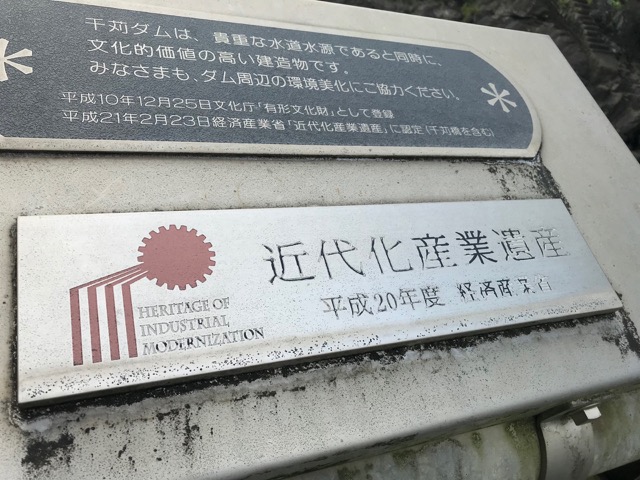 千苅ダムは、貴重な水道水源であると同時に、
文化的価値の高い建造物です。
みなさまも、ダム周辺の環境美化にご協力ください。
平成10年12月25日文化庁「有形文化財」として登録
平成21年2月23日経済産業省「近代化産業遺産」に認定(千苅橋を含む)
近代化産業遺産
平成20年度 経済産業省
HERITAGE OF
INDUSTRIAL
MODERNIZATION